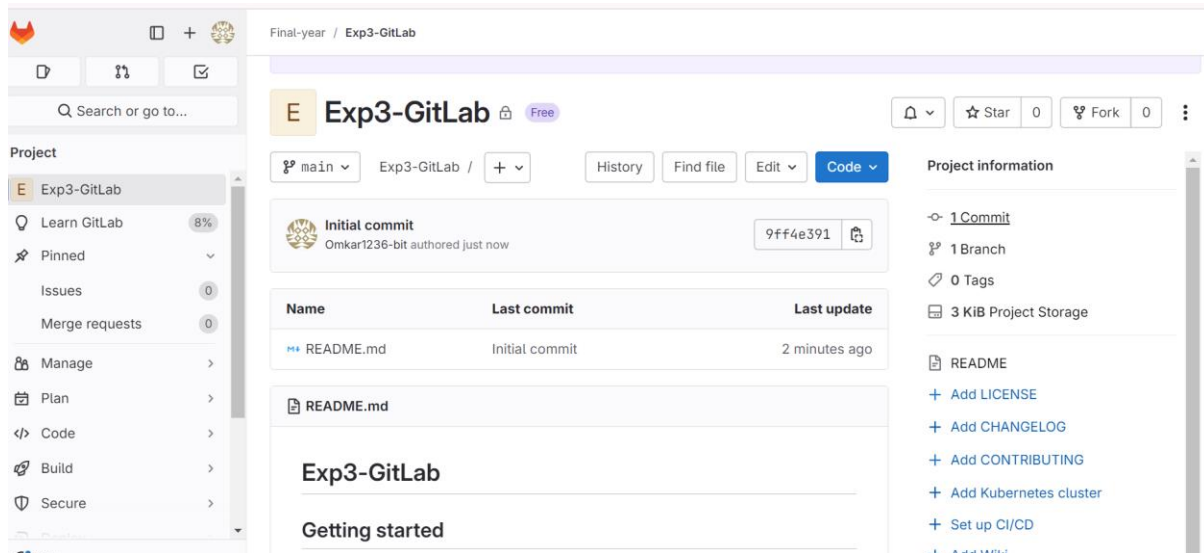 Final-year / Exp3-GitLab
Search or go to...
Project
E Exp3-GitLab
Learn GitLab 8%
Pinned
Issues 0
Merge requests 0
Manage
Plan
Code
Build
Secure
E Exp3-GitLab Free
Star 0 Fork 0
main Exp3-GitLab / + History Find file Edit Code
Initial commit
Omkar1236-bit authored just now
9ff4e391
Name Last commit Last update
README.md Initial commit 2 minutes ago
README.md
Exp3-GitLab
Getting started
Project information
1 Commit
1 Branch
0 Tags
3 KiB Project Storage
README
+ Add LICENSE
+ Add CHANGELOG
+ Add CONTRIBUTING
+ Add Kubernetes cluster
+ Set up CI/CD
+ Add Wiki